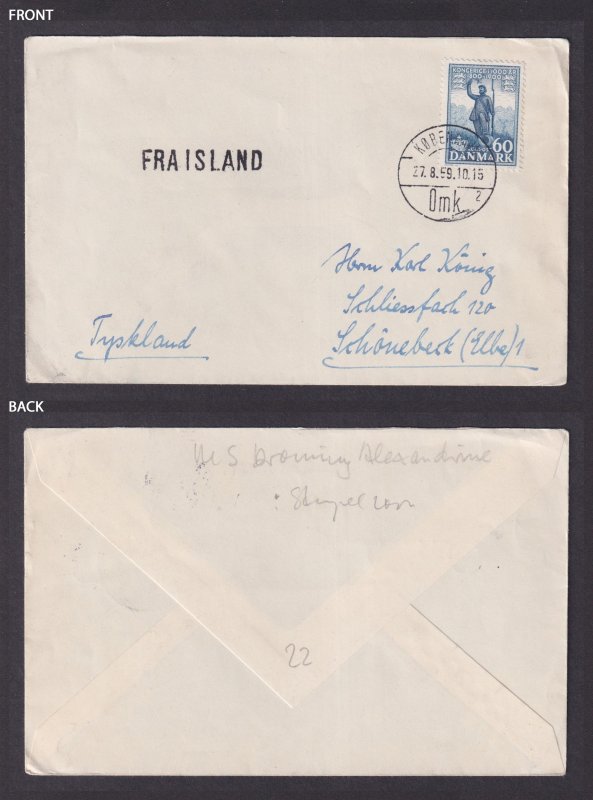 FRONT
KONGERIGE I 1000 ÅR
60
DANMARK
KØBENHAVN
27.8.59.10.15
Omk. 2
FRA ISLAND
Herrn Karl König
Schliessfach 120
Tyskland
Schönebeck (Elbe) 1
BACK
MS Dronning Alexandrine
22